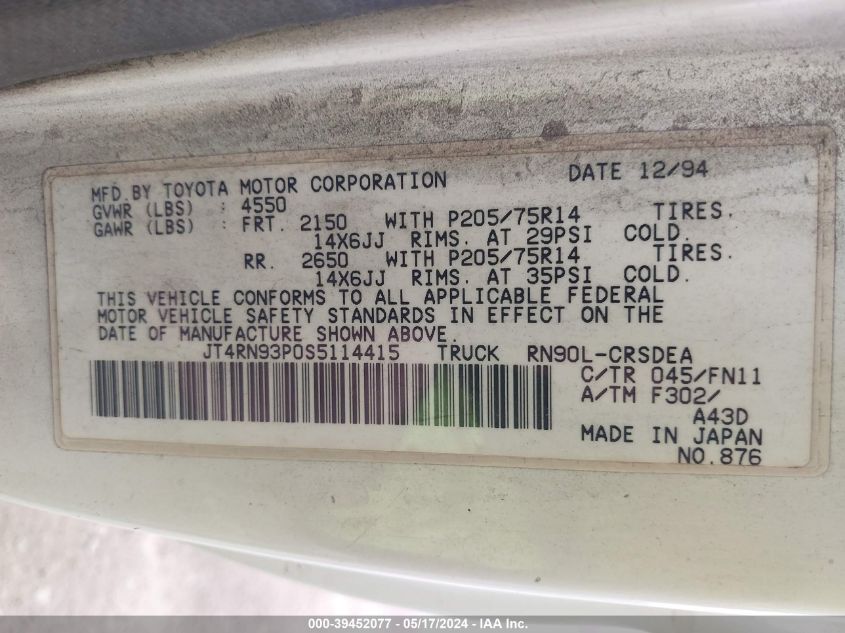 MFD.BY TOYOTA MOTOR CORPORATION DATE 12/94
GVWR (LBS) : 4550
GAWR (LBS) : FRT. 2150 WITH P205/75R14 TIRES.
14X6JJ RIMS. AT 29PSI COLD.
RR. 2650 WITH P205/75R14 TIRES.
14X6JJ RIMS. AT 35PSI COLD.
THIS VEHICLE CONFORMS TO ALL APPLICABLE FEDERAL
MOTOR VEHICLE SAFETY STANDARDS IN EFFECT ON THE
DATE OF MANUFACTURE SHOWN ABOVE.
JT4RN93P0S5114415 TRUCK RN90L-CRSDEA
C/TR 045/FN11
A/TM F302/
A43D
MADE IN JAPAN
NO.876
000-39452077 - 05/17/2024 - IAA Inc.